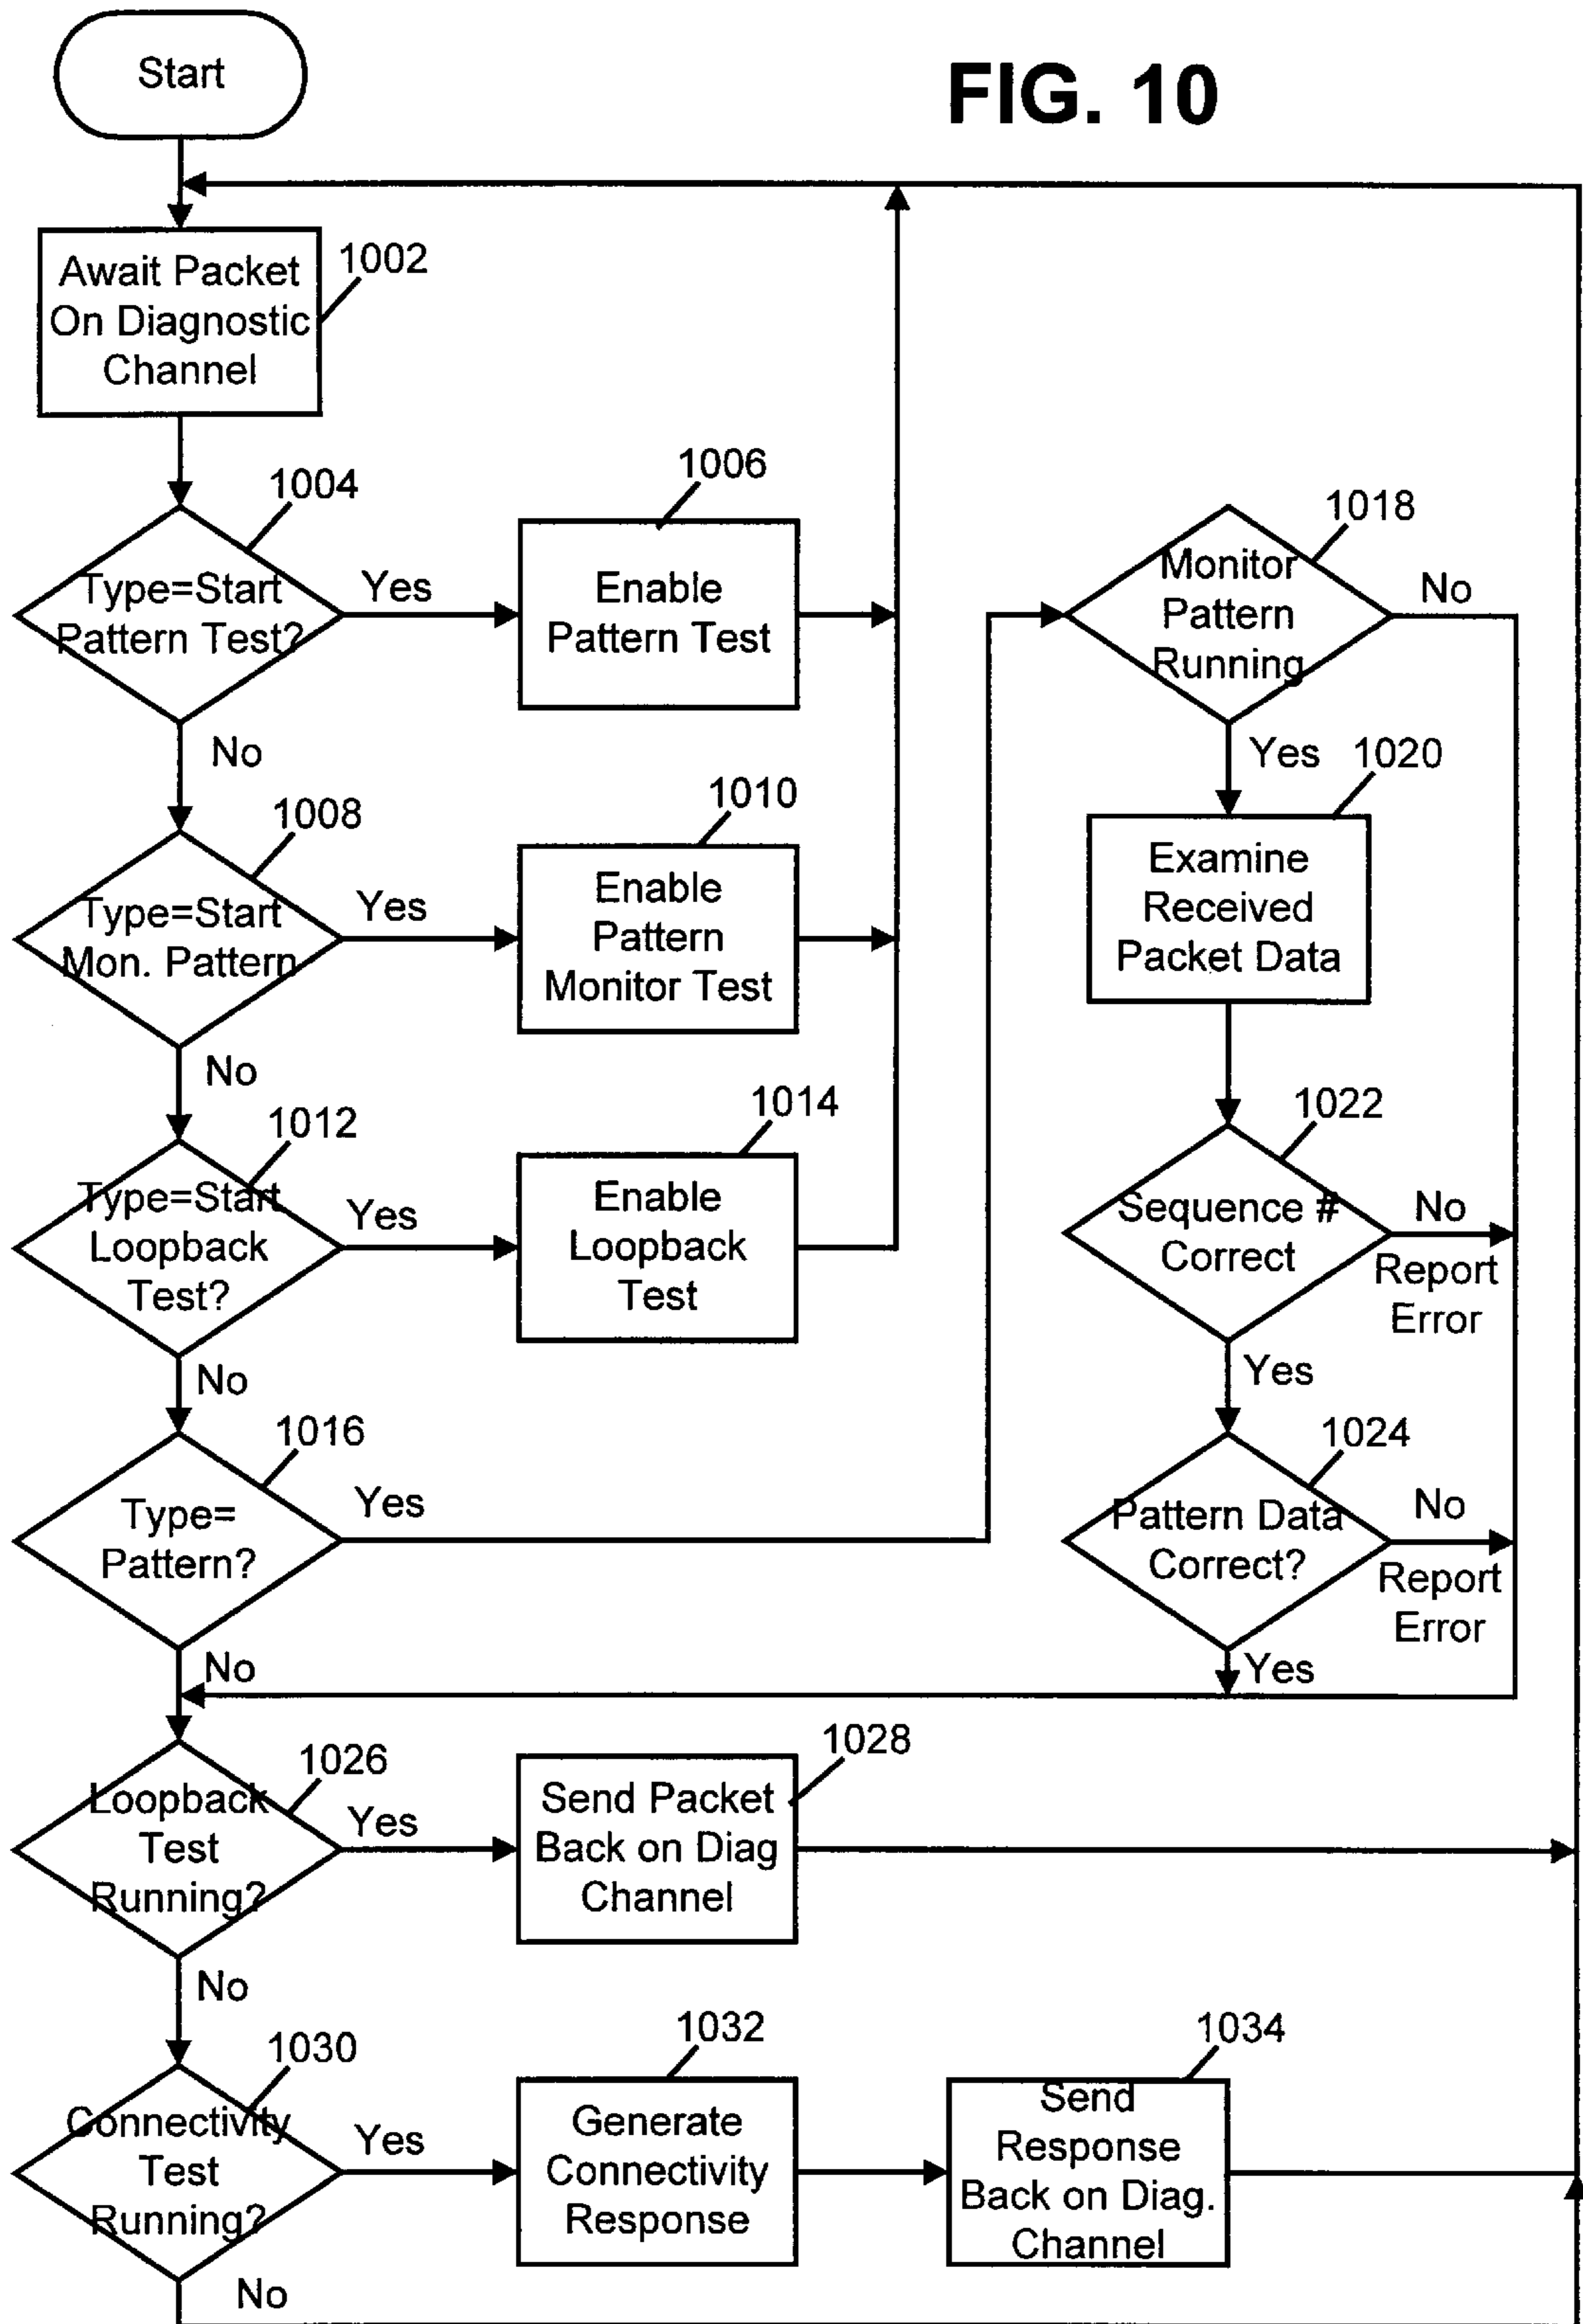 Start
FIG. 10
Await Packet
On Diagnostic
Channel
1002
1004
Type=Start
Pattern Test?
Yes
No
1006
Enable
Pattern Test
1008
Type=Start
Mon. Pattern
Yes
No
1010
Enable
Pattern
Monitor Test
1012
Type=Start
Loopback
Test?
Yes
No
1014
Enable
Loopback
Test
1016
Type=
Pattern?
Yes
No
1018
Monitor
Pattern
Running
No
Yes
1020
Examine
Received
Packet Data
1022
Sequence #
Correct
No
Report
Error
Yes
1024
Pattern Data
Correct?
No
Report
Error
Yes
1026
Loopback
Test
Running?
Yes
No
1028
Send Packet
Back on Diag
Channel
1030
Connectivity
Test
Running?
Yes
No
1032
Generate
Connectivity
Response
1034
Send
Response
Back on Diag.
Channel